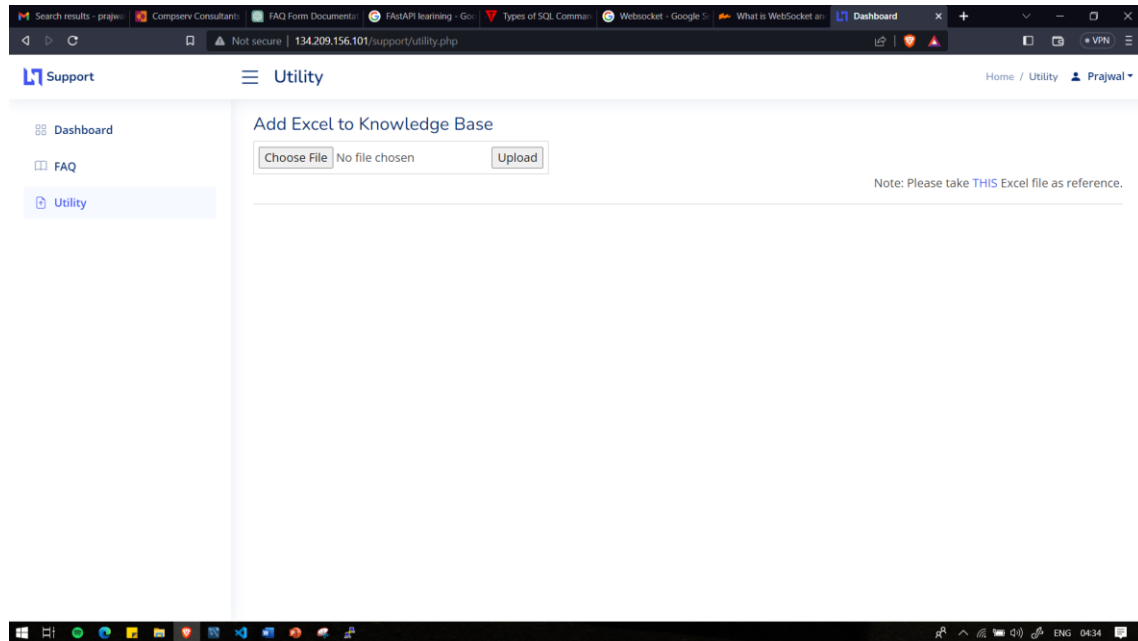 Search results - prajwa
Compserv Consultants
FAQ Form Documentat
FAstAPI learining - Goo
Types of SQL Comman
Websocket - Google Se
What is WebSocket an
Dashboard
Not secure | 134.209.156.101/support/utility.php
VPN
Support
Utility
Home / Utility
Prajwal
Dashboard
FAQ
Utility
Add Excel to Knowledge Base
Choose File No file chosen Upload
Note: Please take THIS Excel file as reference.
ENG 04:34